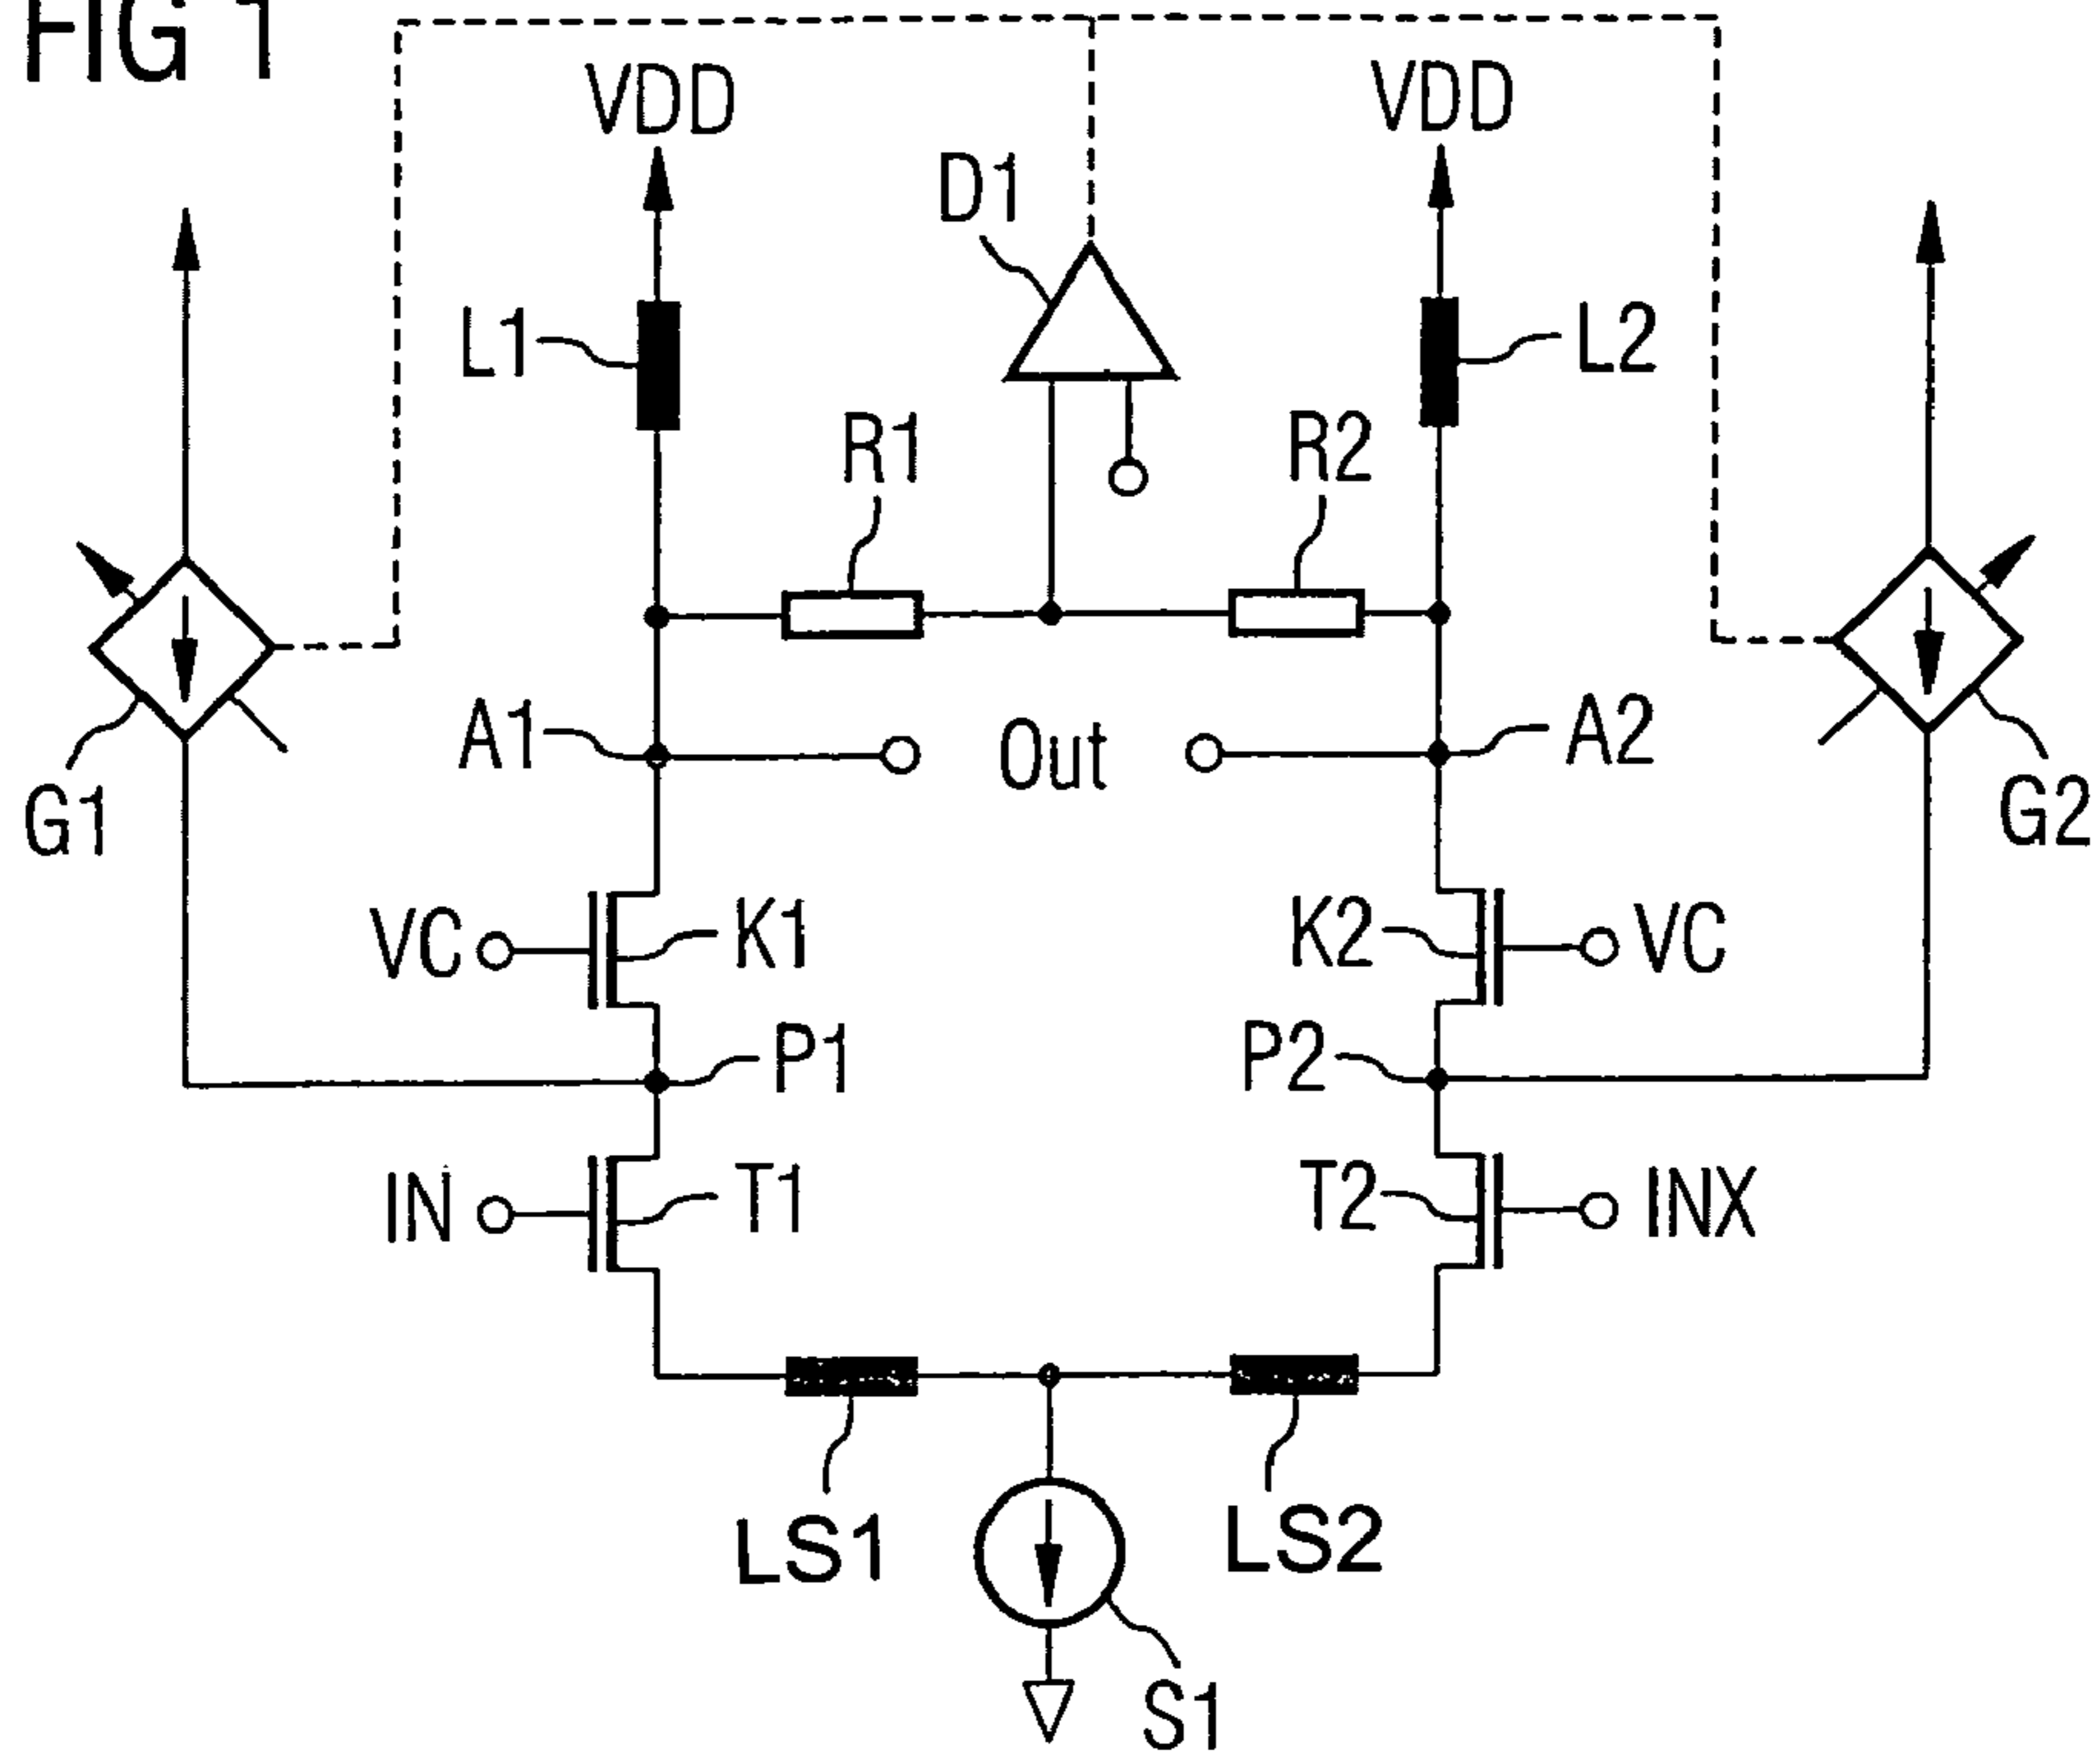 FIG 1
VDD VDD
D1
L1 L2
R1 R2
A1 Out A2
G1 G2
VC K1 K2 VC
P1 P2
IN T1 T2 INX
LS1 LS2
S1